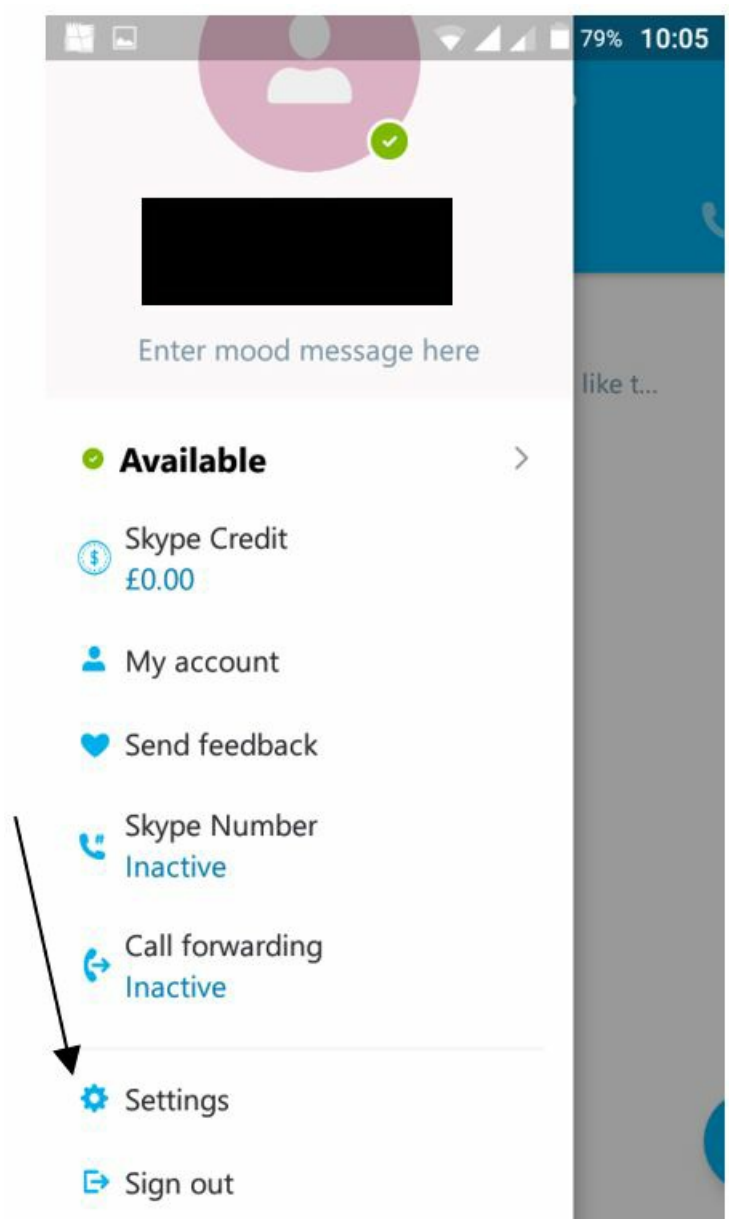 79% 10:05
Enter mood message here
like t...
Available
Skype Credit
£0.00
My account
Send feedback
Skype Number
Inactive
Call forwarding
Inactive
Settings
Sign out